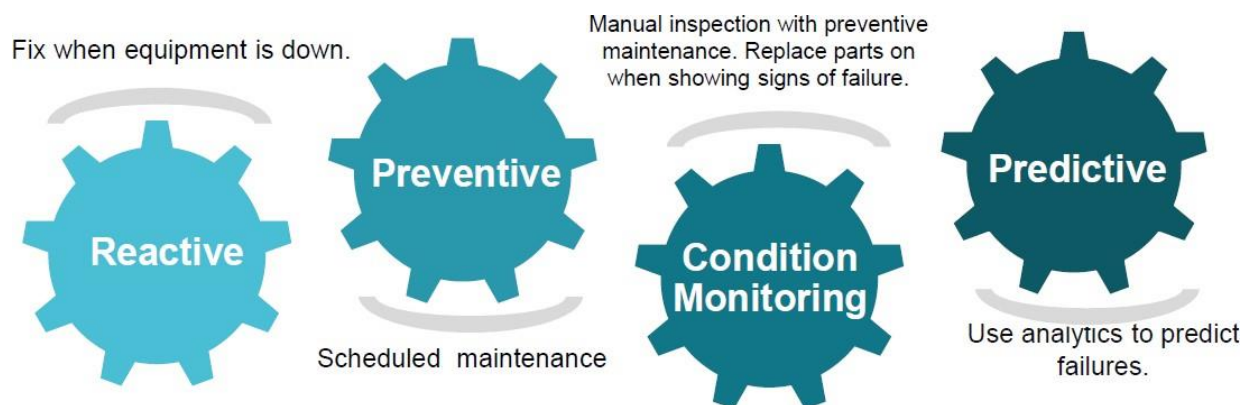 Fix when equipment is down.
Reactive
Preventive
Scheduled maintenance
Manual inspection with preventive
maintenance. Replace parts on
when showing signs of failure.
Condition
Monitoring
Predictive
Use analytics to predict
failures.